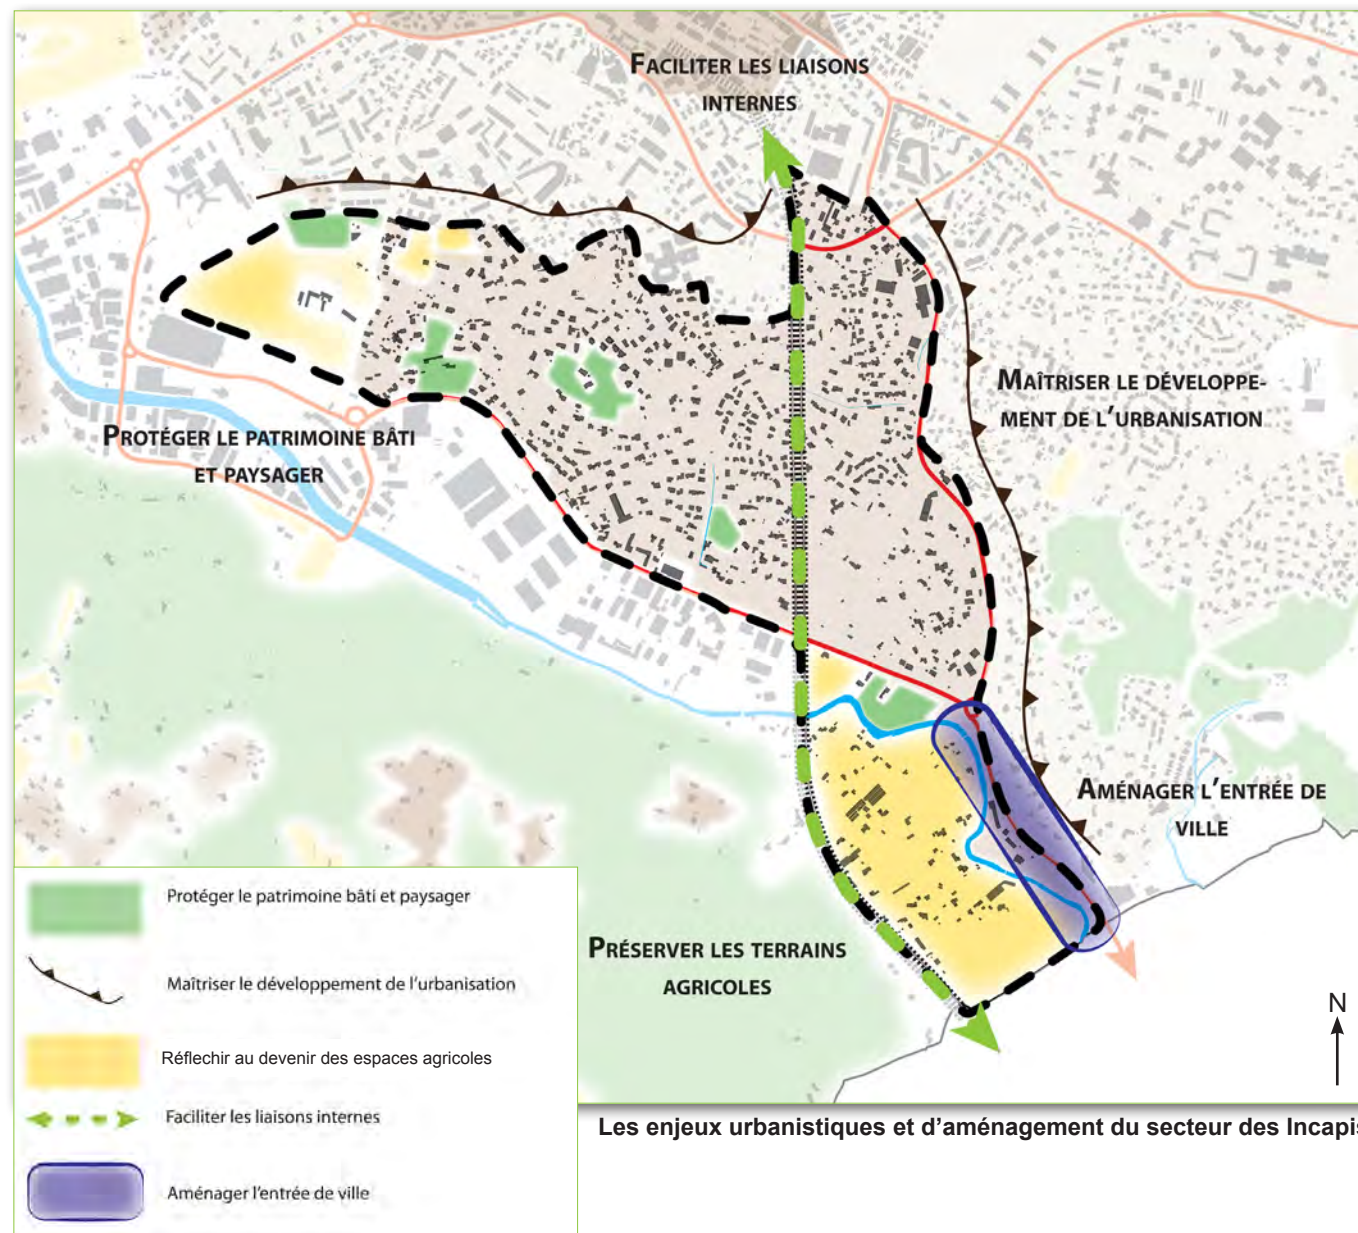 FACILITER LES LIAISONS
INTERNES
MAÎTRISER LE DÉVELOPPE-
MENT DE L'URBANISATION
PROTÉGER LE PATRIMOINE BÂTI
ET PAYSAGER
AMÉNAGER L'ENTRÉE DE
VILLE
PRÉSERVER LES TERRAINS
AGRICOLES
N
Protéger le patrimoine bâti et paysager
Maîtriser le développement de l'urbanisation
Réflechir au devenir des espaces agricoles
Faciliter les liaisons internes
Aménager l'entrée de ville
Les enjeux urbanistiques et d'aménagement du secteur des Incapis